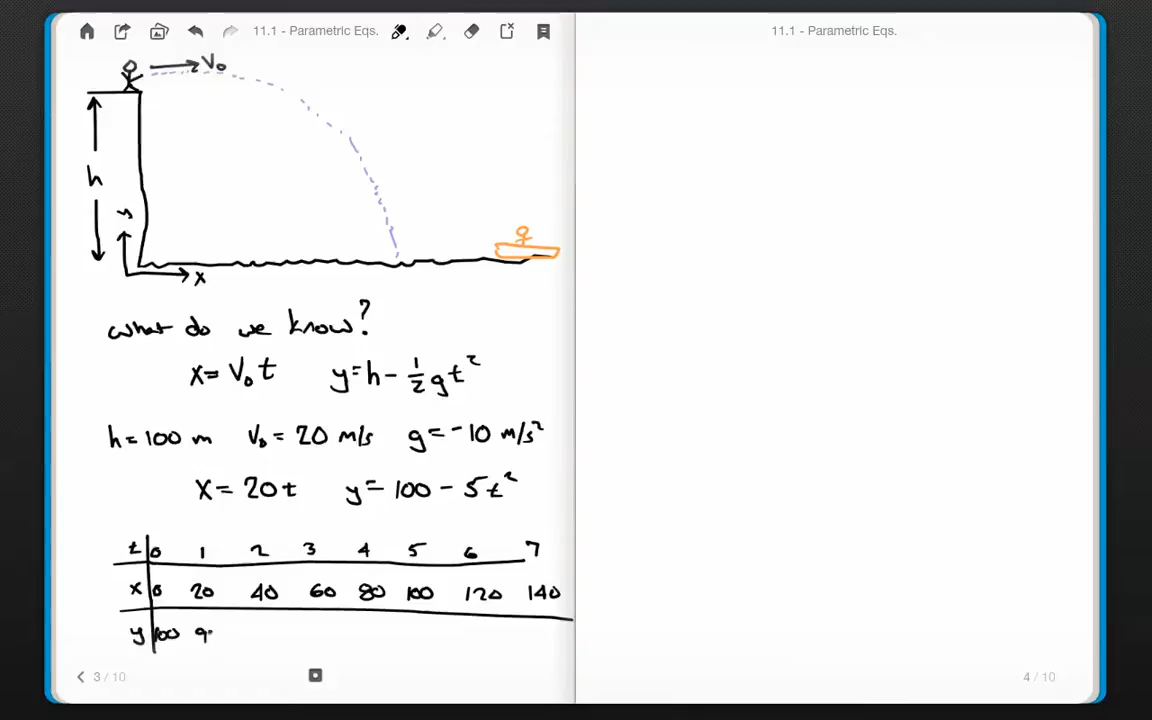 11.1 - Parametric Eqs.
11.1 - Parametric Eqs.
V₀
h
y
x
what do we know?
x = V₀t y = h - ½gt²
h = 100 m V₀ = 20 m/s g = -10 m/s²
x = 20t y = 100 - 5t²
t 0 1 2 3 4 5 6 7
x 0 20 40 60 80 100 120 140
y 100 9
3 / 10
4 / 10